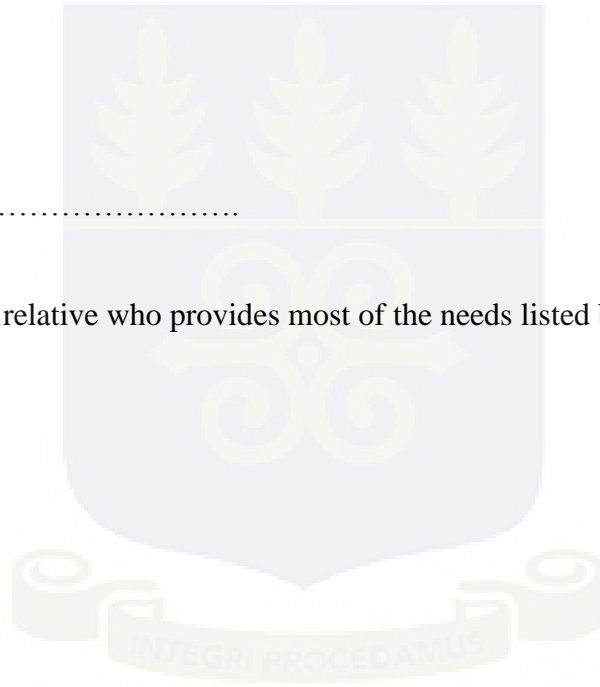 …………………….
relative who provides most of the needs listed
INTEGRI PROCEDAMUS